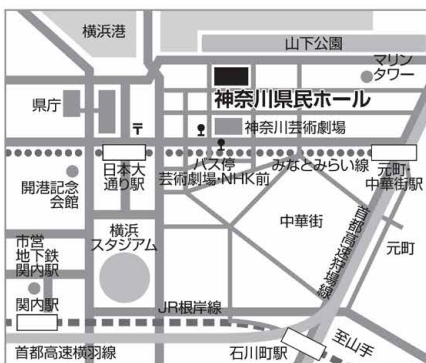 横浜港
山下公園
マリン
タワー
神奈川県民ホール
県庁
〒
神奈川芸術劇場
日本大
通り駅
バス停
芸術劇場・NHK前
みなとみらい線
元町・
中華街駅
開港記念
会館
中華街
首都高速狩場線
元町
市営
地下鉄
関内駅
横浜
スタジアム
関内駅
JR根岸線
首都高速横羽線
石川町駅
至山手